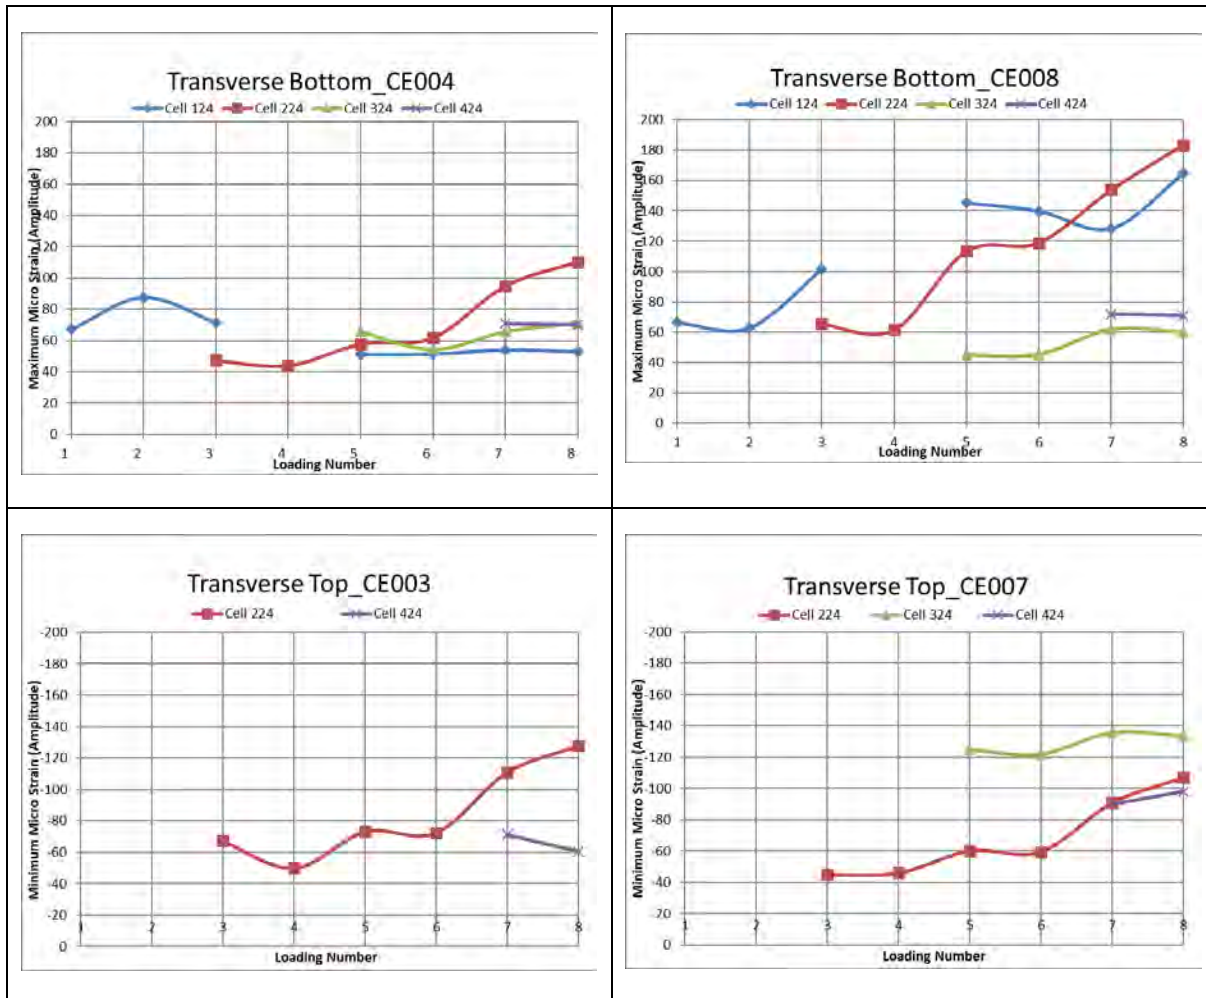 Transverse Bottom_CE004
Cell 124 Cell 224 Cell 324 Cell 424
Maximum Micro Strain (Amplitude)
200
180
160
140
120
100
80
60
40
20
0
1 2 3 4 5 6 7 8
Loading Number
Transverse Bottom_CE008
Cell 124 Cell 224 Cell 324 Cell 424
Maximum Micro Strain (Amplitude)
200
180
160
140
120
100
80
60
40
20
0
1 2 3 4 5 6 7 8
Loading Number
Transverse Top_CE003
Cell 224 Cell 424
Minimum Micro Strain (Amplitude)
-200
-180
-160
-140
-120
-100
-80
-60
-40
-20
0
1 2 3 4 5 6 7 8
Loading Number
Transverse Top_CE007
Cell 224 Cell 324 Cell 424
Minimum Micro Strain (Amplitude)
-200
-180
-160
-140
-120
-100
-80
-60
-40
-20
0
1 2 3 4 5 6 7 8
Loading Number